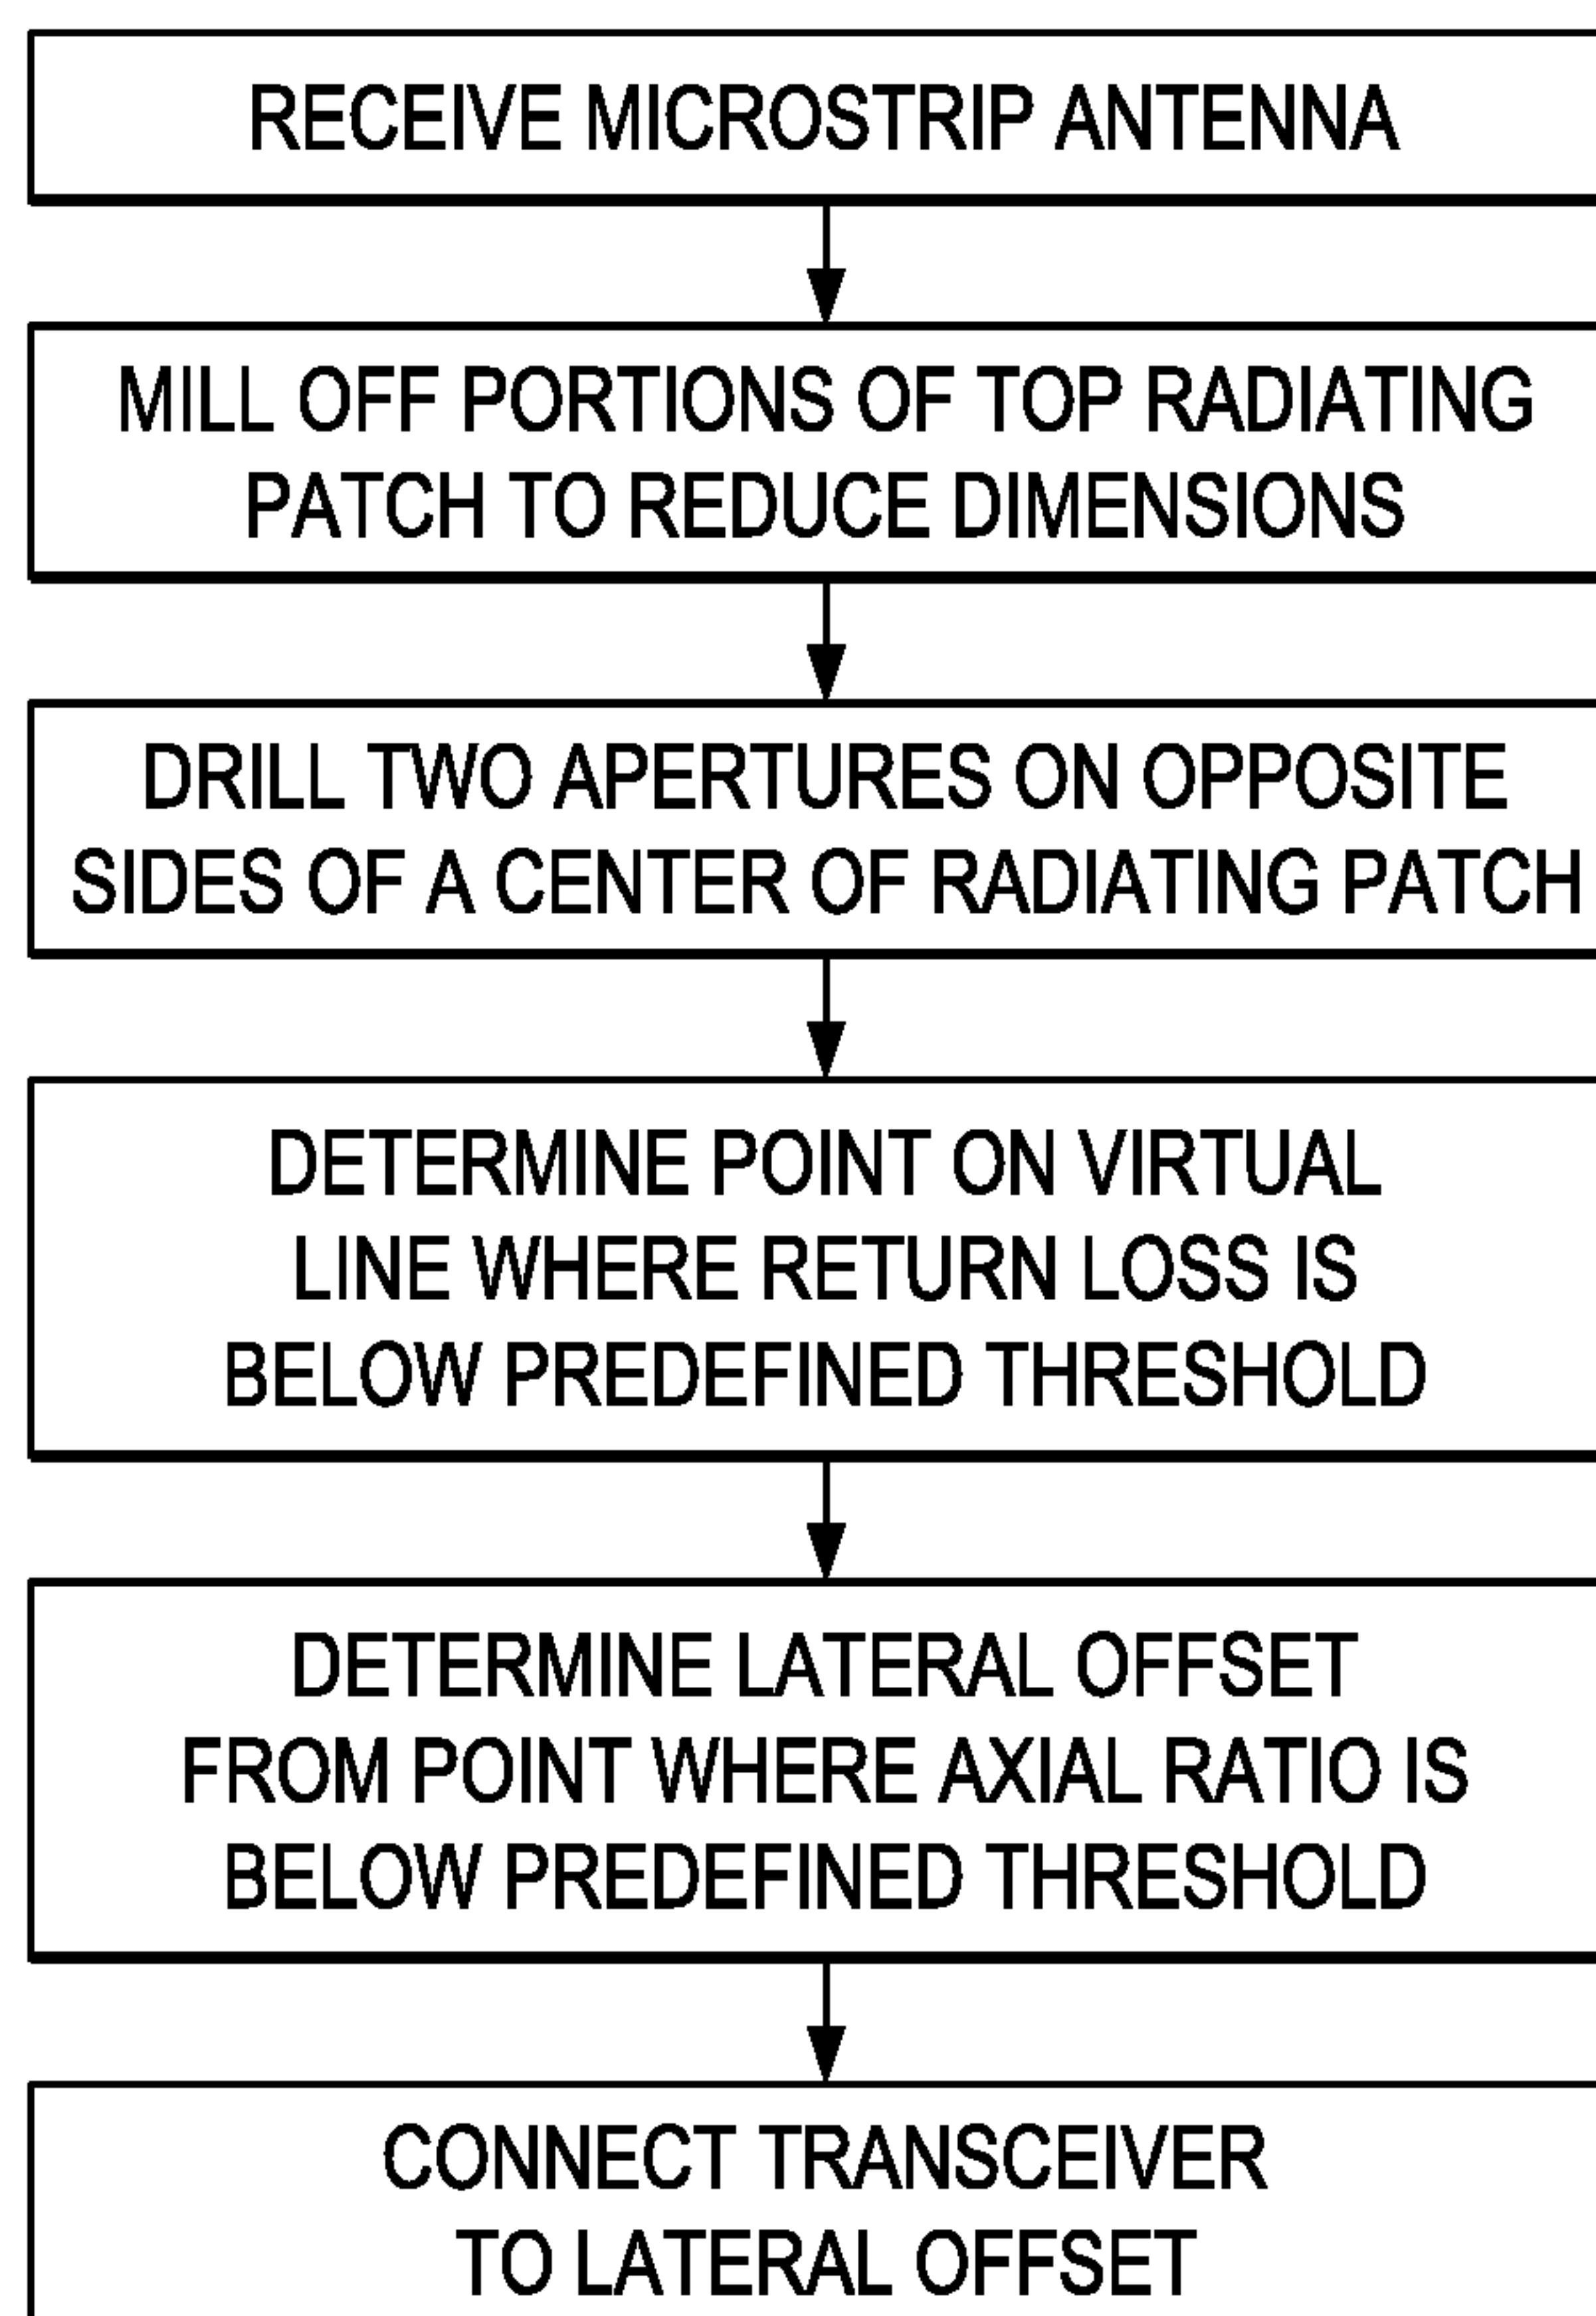 RECEIVE MICROSTRIP ANTENNA
MILL OFF PORTIONS OF TOP RADIATING
PATCH TO REDUCE DIMENSIONS
DRILL TWO APERTURES ON OPPOSITE
SIDES OF A CENTER OF RADIATING PATCH
DETERMINE POINT ON VIRTUAL
LINE WHERE RETURN LOSS IS
BELOW PREDEFINED THRESHOLD
DETERMINE LATERAL OFFSET
FROM POINT WHERE AXIAL RATIO IS
BELOW PREDEFINED THRESHOLD
CONNECT TRANSCEIVER
TO LATERAL OFFSET